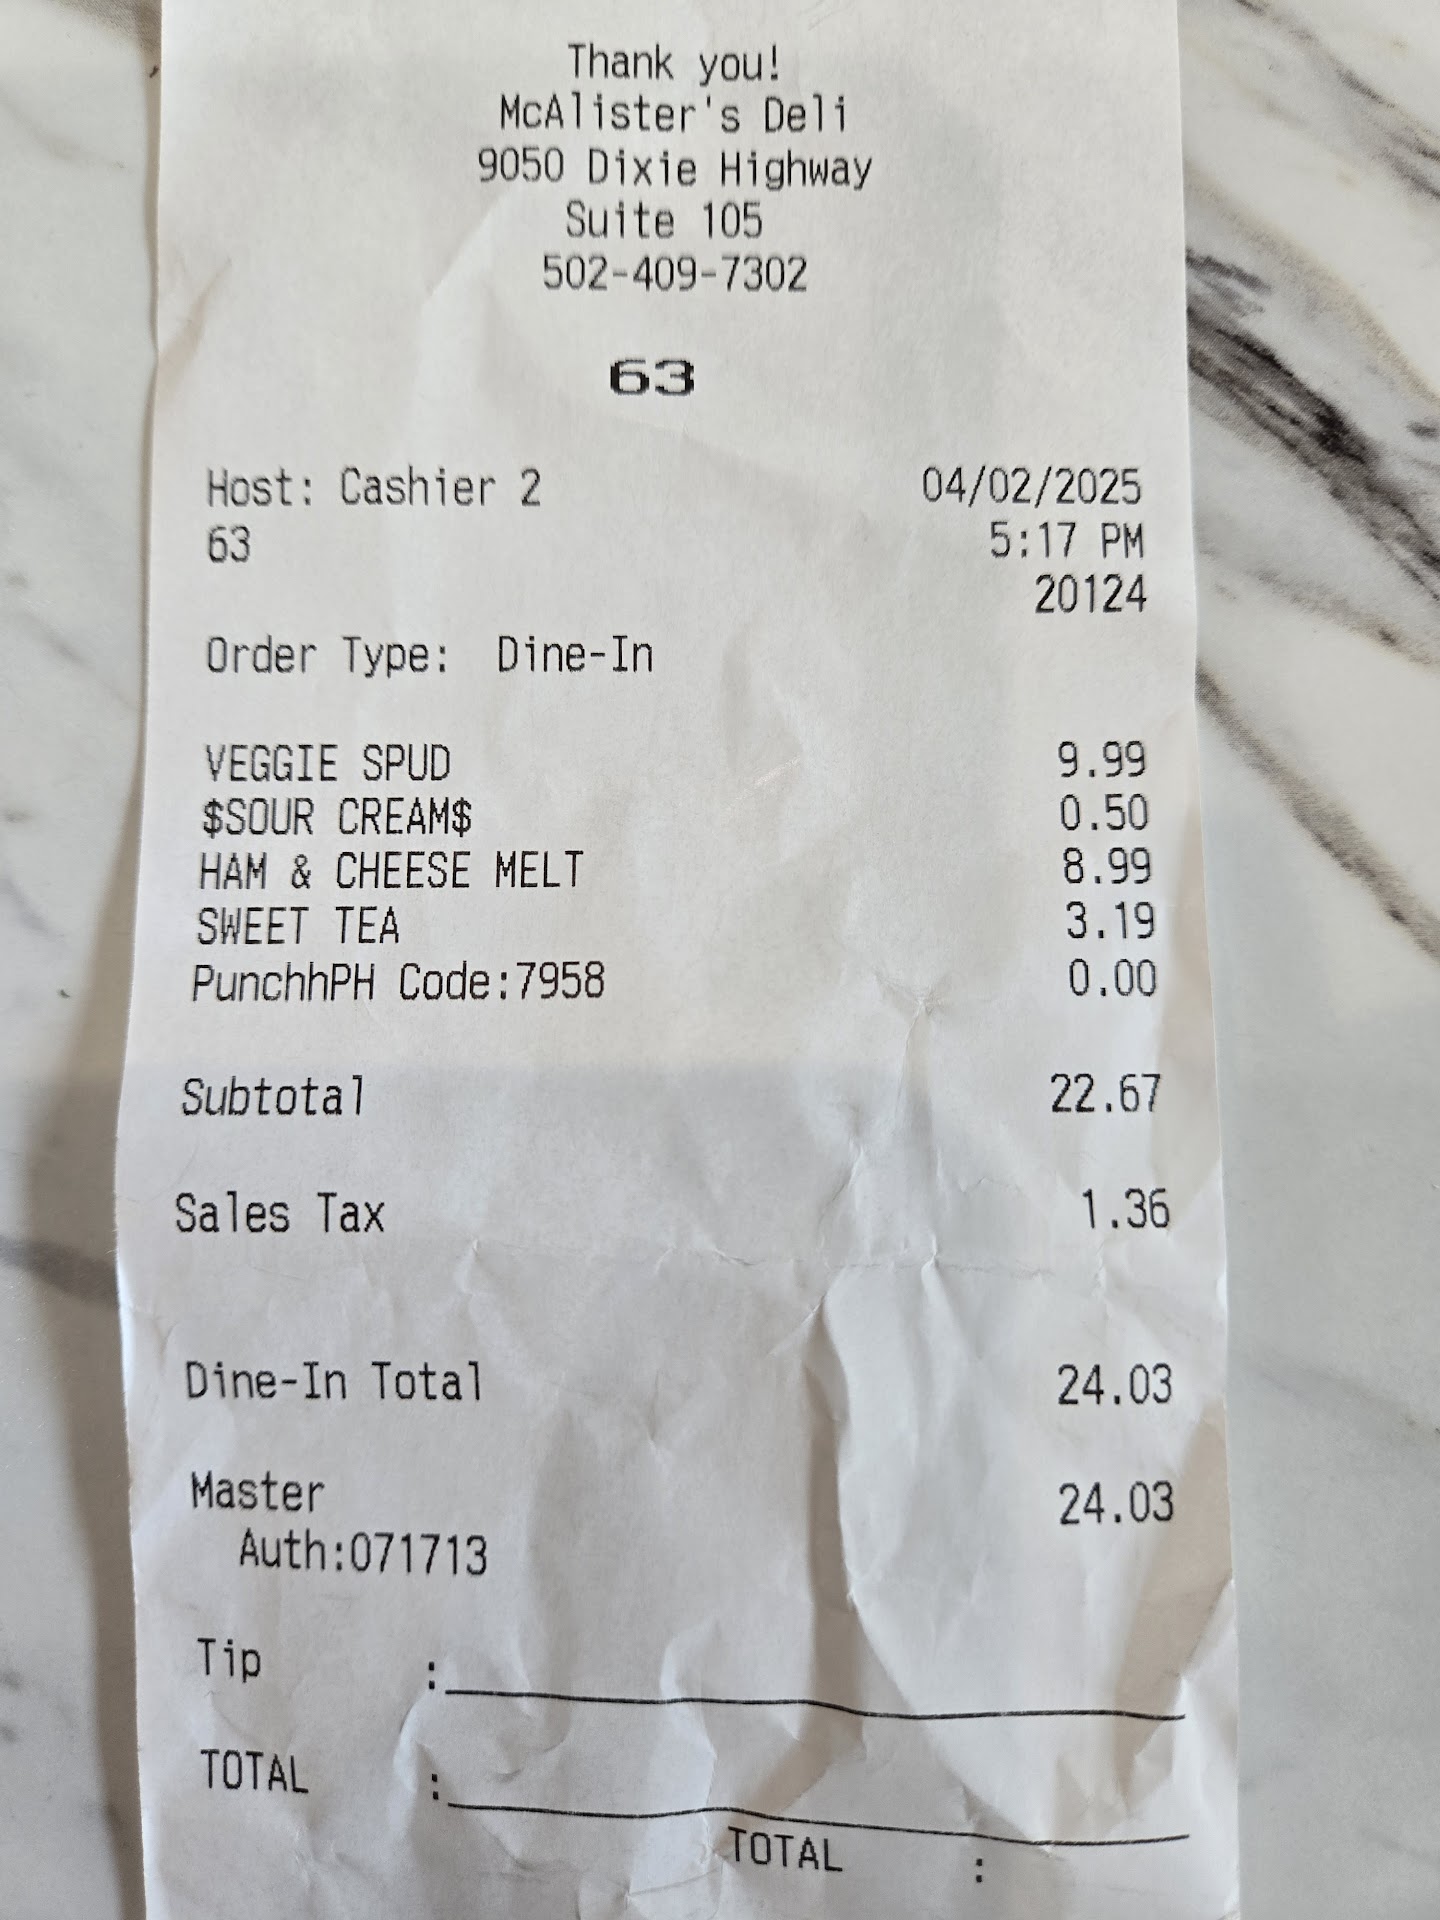 Thank you!
McAlister's Deli
9050 Dixie Highway
Suite 105
502-409-7302
63
Host: Cashier 2 04/02/2025
63 5:17 PM
20124
Order Type: Dine-In
VEGGIE SPUD 9.99
$SOUR CREAM$ 0.50
HAM & CHEESE MELT 8.99
SWEET TEA 3.19
PunchhPH Code:7958 0.00
Subtotal 22.67
Sales Tax 1.36
Dine-In Total 24.03
Master 24.03
Auth:071713
Tip :
TOTAL :
TOTAL :